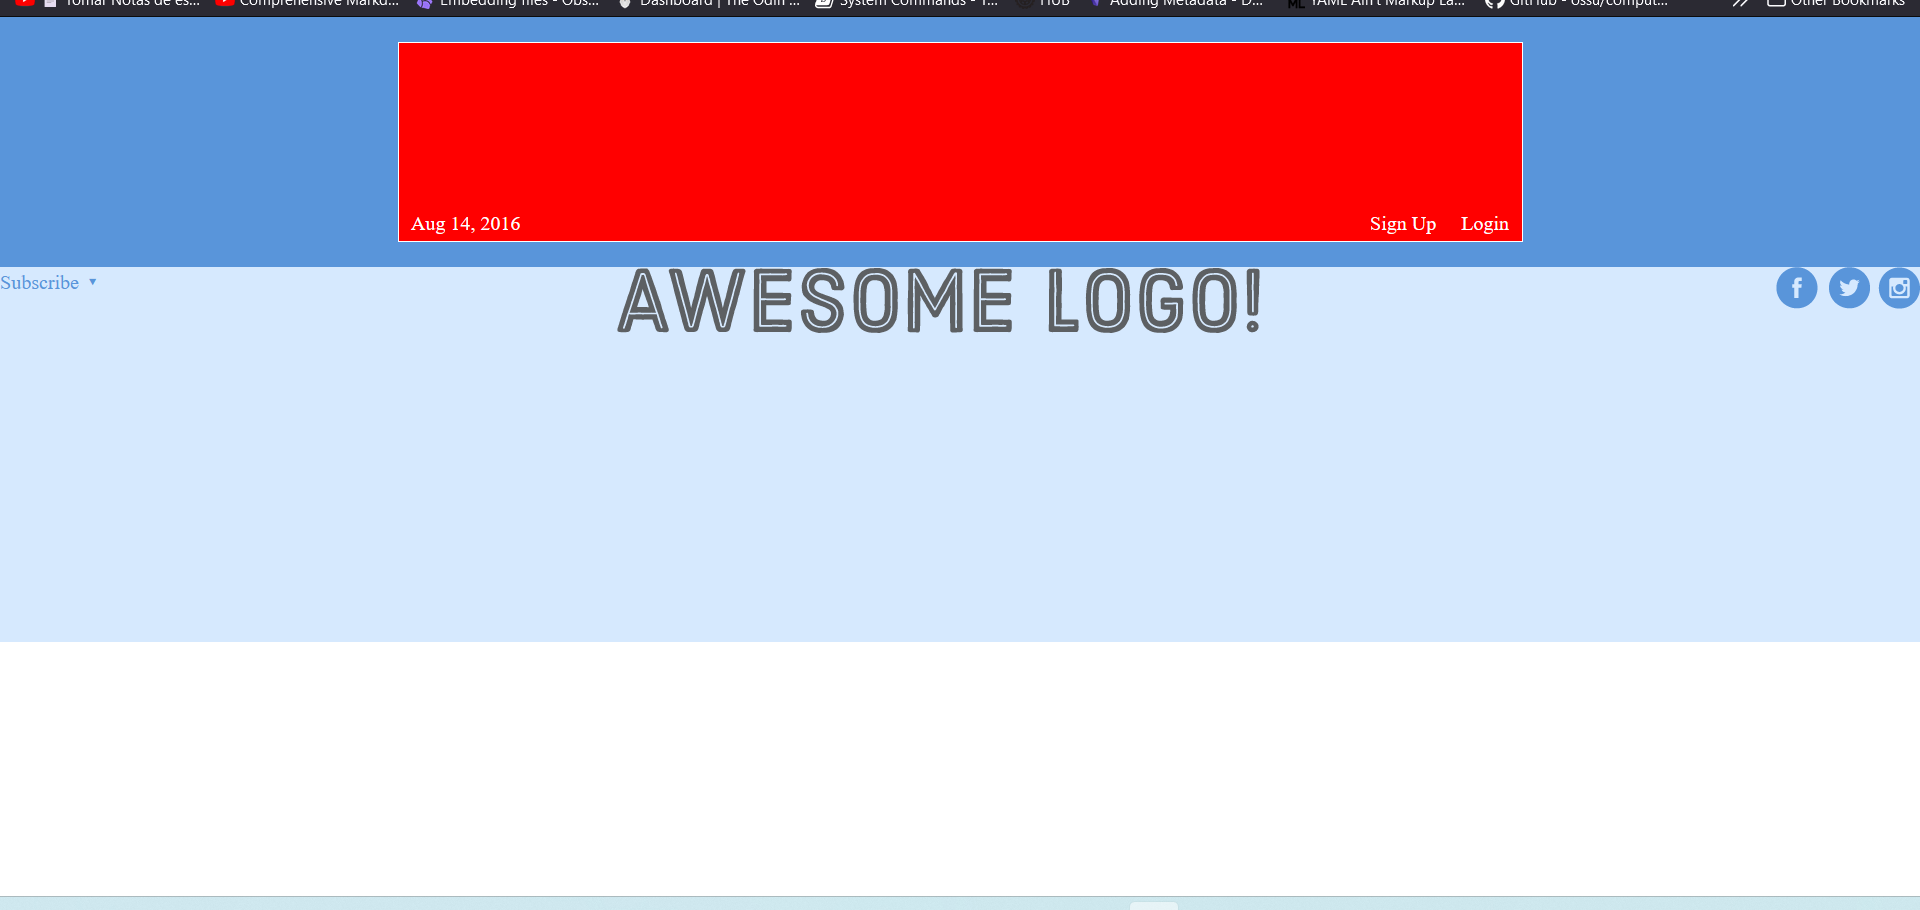 Tomar Notas de es... Comprehensive Marku... Embedding files - Obs... Dashboard | The Odin ... System Commands - T... HUB Adding Metadata - D... YAML Ain't Markup La... GitHub - ossu/comput... Other Bookmarks
Aug 14, 2016 Sign Up Login
Subscribe ▾ AWESOME LOGO!